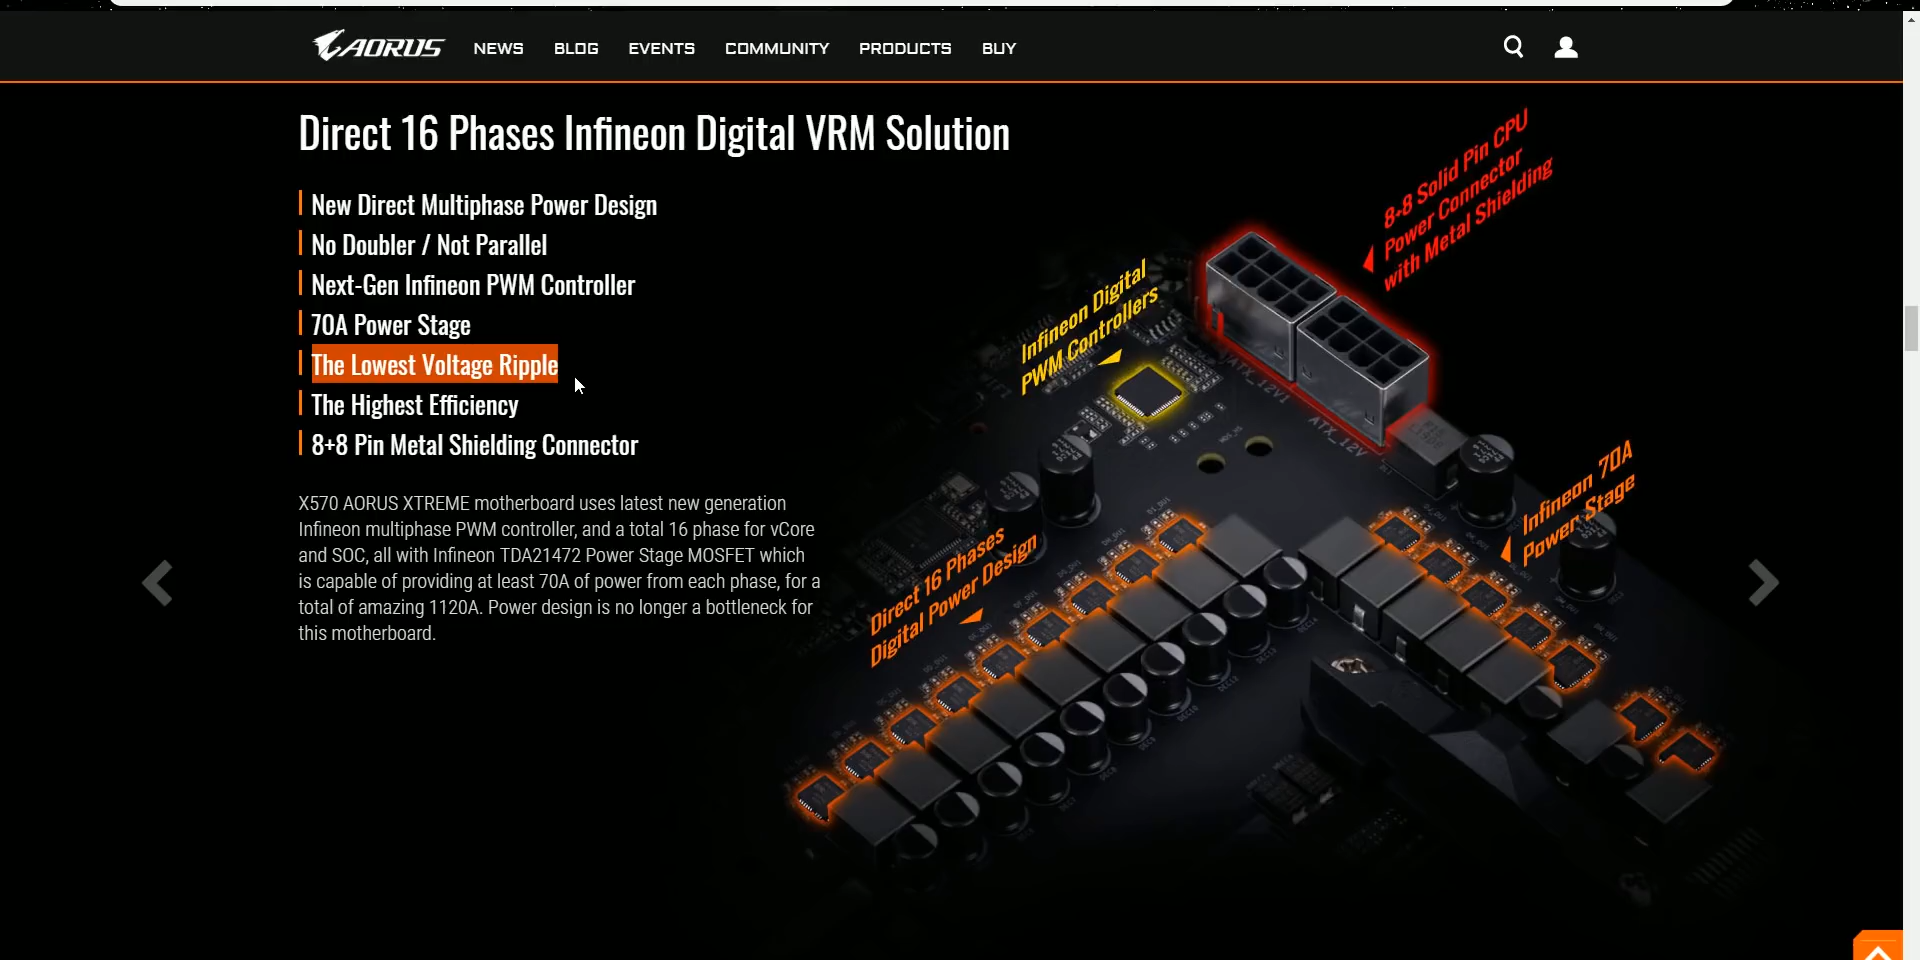 AORUS NEWS BLOG EVENTS COMMUNITY PRODUCTS BUY
Direct 16 Phases Infineon Digital VRM Solution
New Direct Multiphase Power Design
No Doubler / Not Parallel
Next-Gen Infineon PWM Controller
70A Power Stage
The Lowest Voltage Ripple
The Highest Efficiency
8+8 Pin Metal Shielding Connector
X570 AORUS XTREME motherboard uses latest new generation
Infineon multiphase PWM controller, and a total 16 phase for vCore
and SOC, all with Infineon TDA21472 Power Stage MOSFET which
is capable of providing at least 70A of power from each phase, for a
total of amazing 1120A. Power design is no longer a bottleneck for
this motherboard.
8+8 Solid Pin CPU
Power Connector
with Metal Shielding
Infineon Digital
PWM Controllers
ATX_12V1
ATX_12V
Infineon 70A
Power Stage
Direct 16 Phases
Digital Power Design